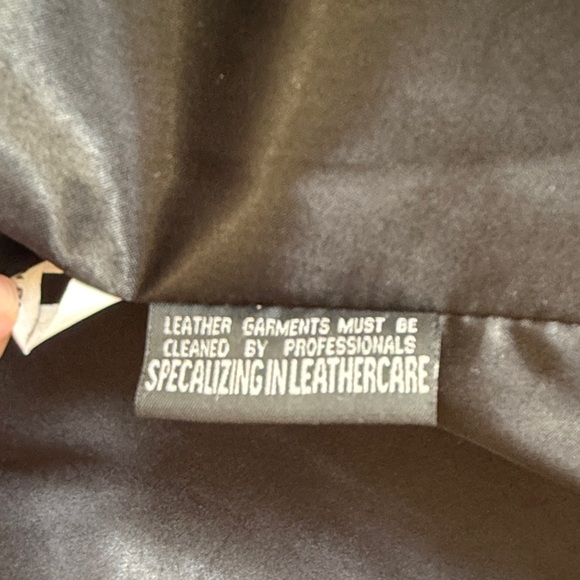 LEATHER GARMENTS MUST BE
CLEANED BY PROFESSIONALS
SPECALIZING IN LEATHERCARE